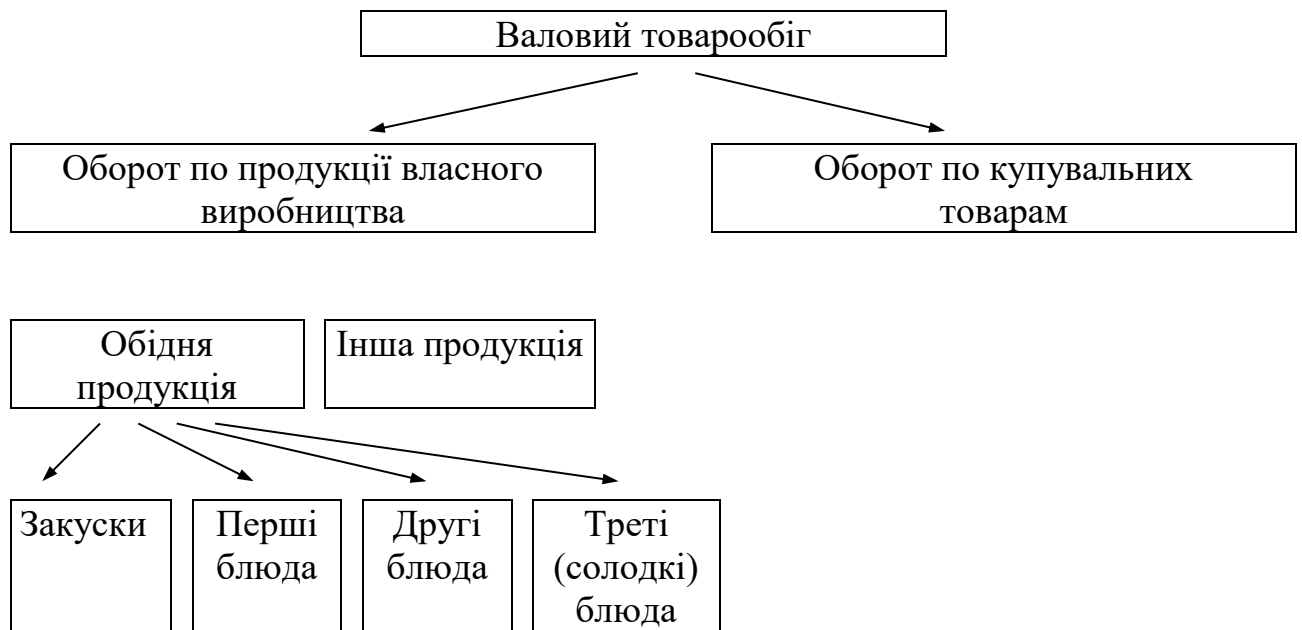 Валовий товарообіг
Оборот по продукції власного
виробництва
Оборот по купувальних
товарам
Обідня
продукція
Інша продукція
Закуски
Перші
блюда
Другі
блюда
Треті
(солодкі)
блюда